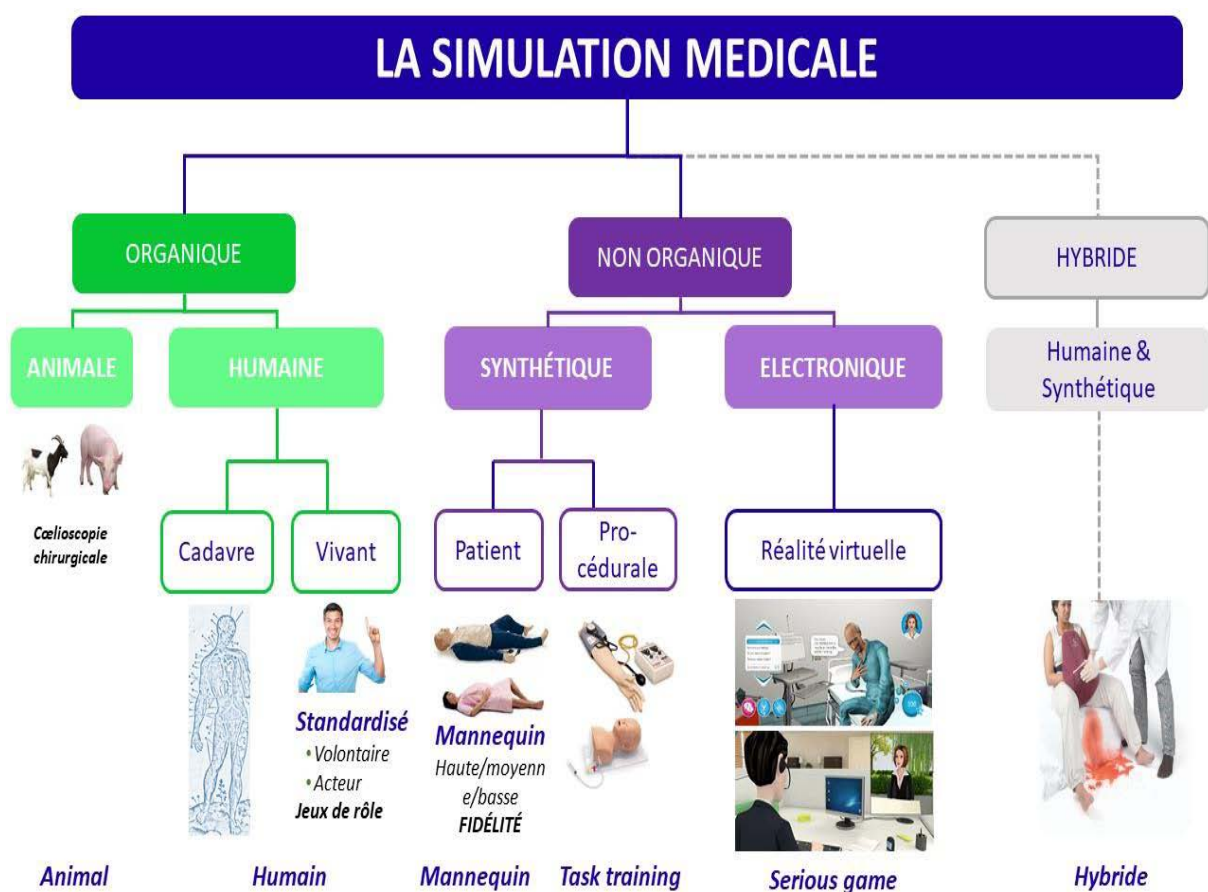 LA SIMULATION MEDICALE
ORGANIQUE
NON ORGANIQUE
HYBRIDE
ANIMALE
HUMAINE
SYNTHÉTIQUE
ELECTRONIQUE
Humaine &
Synthétique
Cœlioscopie
chirurgicale
Cadavre
Vivant
Patient
Pro-
cédurale
Réalité virtuelle
Standardisé
• Volontaire
• Acteur
Jeux de rôle
Mannequin
Haute/moyenn
e/basse
FIDÉLITÉ
Animal
Humain
Mannequin
Task training
Serious game
Hybride